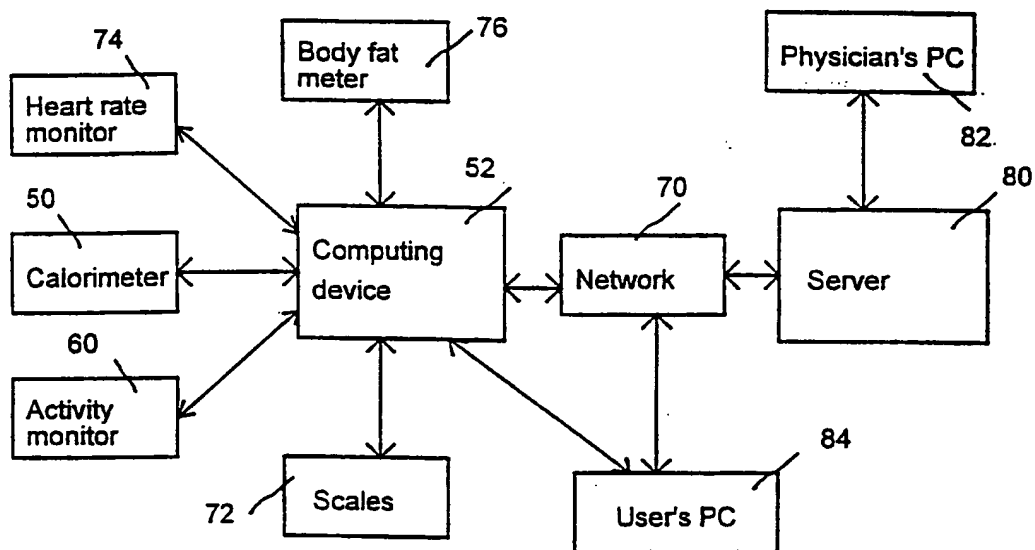 74
Heart rate
monitor
76
Body fat
meter
Physician's PC
82
50
Calorimeter
52
Computing
device
70
Network
80
Server
60
Activity
monitor
72
Scales
84
User's PC